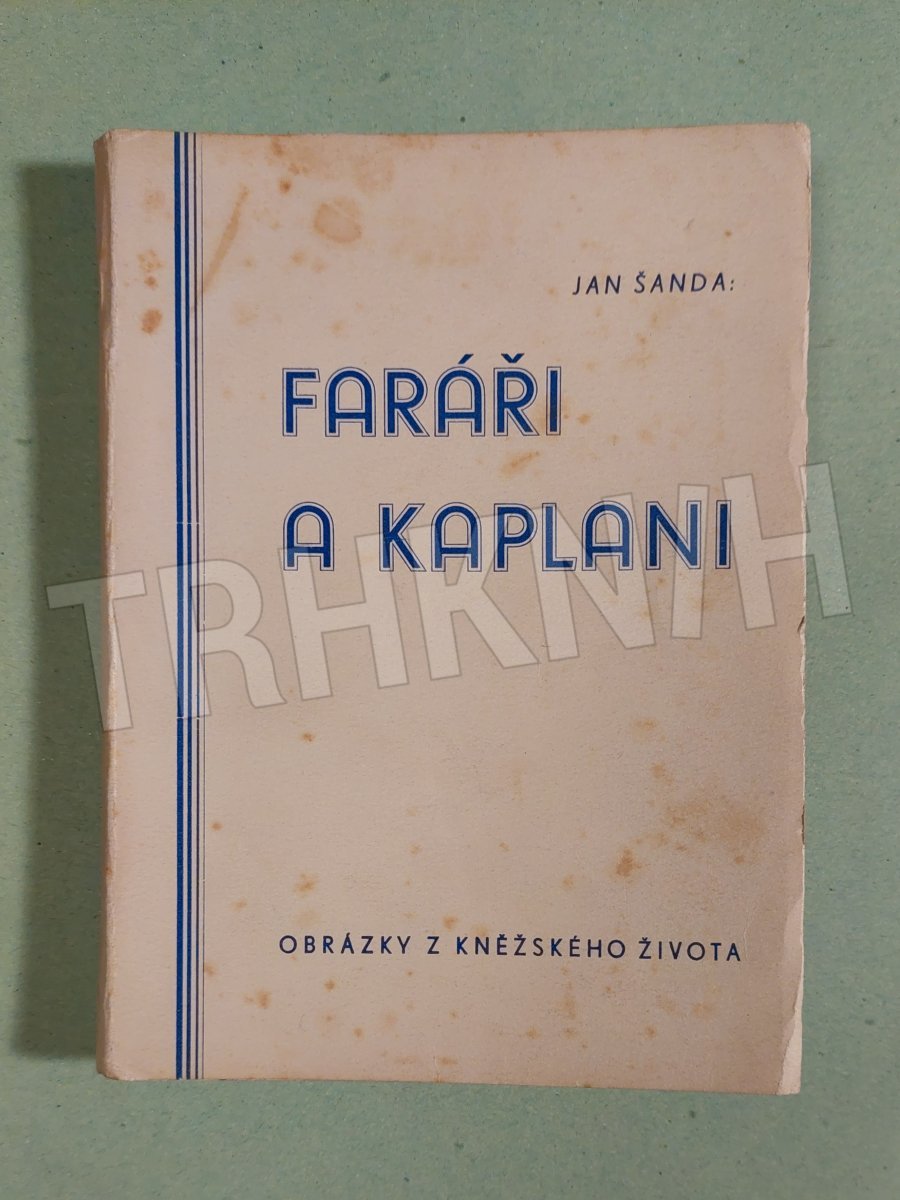 JAN ŠANDA:
FARÁŘI
A KAPLANI
TRHKNIH
OBRÁZKY Z KNĚŽSKÉHO ŽIVOTA